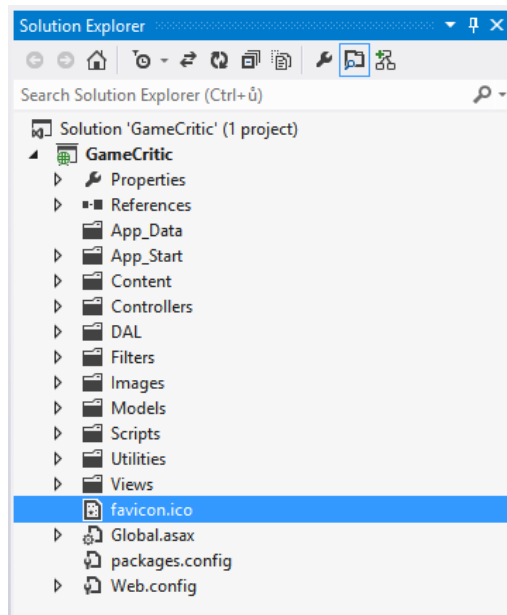 Solution Explorer
Search Solution Explorer (Ctrl+ů)
Solution 'GameCritic' (1 project)
GameCritic
Properties
References
App_Data
App_Start
Content
Controllers
DAL
Filters
Images
Models
Scripts
Utilities
Views
favicon.ico
Global.asax
packages.config
Web.config